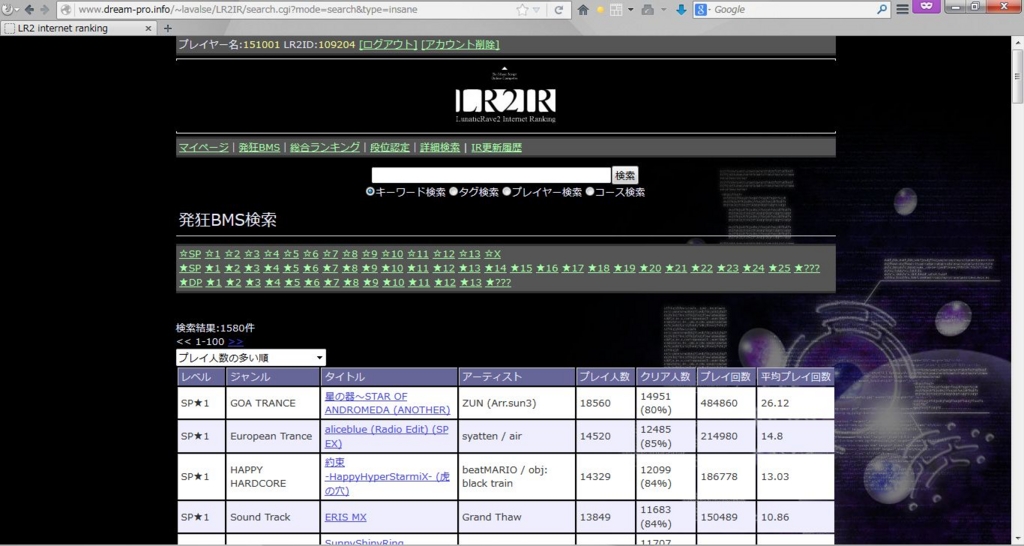 www.dream-pro.info/~lavalse/LR2IR/search.cgi?mode=search&type=insane
Google
LR2 internet ranking
プレイヤー名:151001 LR2ID:109204 [ログアウト] [アカウント削除]
LR2IR
LunaticRave2 Internet Ranking
マイページ | 発狂BMS | 総合ランキング | 段位認定 | 詳細検索 | IR更新履歴
検索
キーワード検索 タグ検索 プレイヤー検索 コース検索
発狂BMS検索
☆SP ☆1 ☆2 ☆3 ☆4 ☆5 ☆6 ☆7 ☆8 ☆9 ☆10 ☆11 ☆12 ☆13 ☆X
★SP ★1 ★2 ★3 ★4 ★5 ★6 ★7 ★8 ★9 ★10 ★11 ★12 ★13 ★14 ★15 ★16 ★17 ★18 ★19 ★20 ★21 ★22 ★23 ★24 ★25 ★???
★DP ★1 ★2 ★3 ★4 ★5 ★6 ★7 ★8 ★9 ★10 ★11 ★12 ★13 ★???
検索結果:1580件
<< 1-100 >>
プレイ人数の多い順
レベル ジャンル タイトル アーティスト プレイ人数 クリア人数 プレイ回数 平均プレイ回数
SP★1 GOA TRANCE 星の器～STAR OF ANDROMEDA (ANOTHER) ZUN (Arr.sun3) 18560 14951 (80%) 484860 26.12
SP★1 European Trance aliceblue (Radio Edit) (SP EX) syatten / air 14520 12485 (85%) 214980 14.8
SP★1 HAPPY HARDCORE 約束 -HappyHyperStarmiX- (虎の穴) beatMARIO / obj: black train 14329 12099 (84%) 186778 13.03
SP★1 Sound Track ERIS MX Grand Thaw 13849 11683 (84%) 150489 10.86
SunnyShinyRing 11707